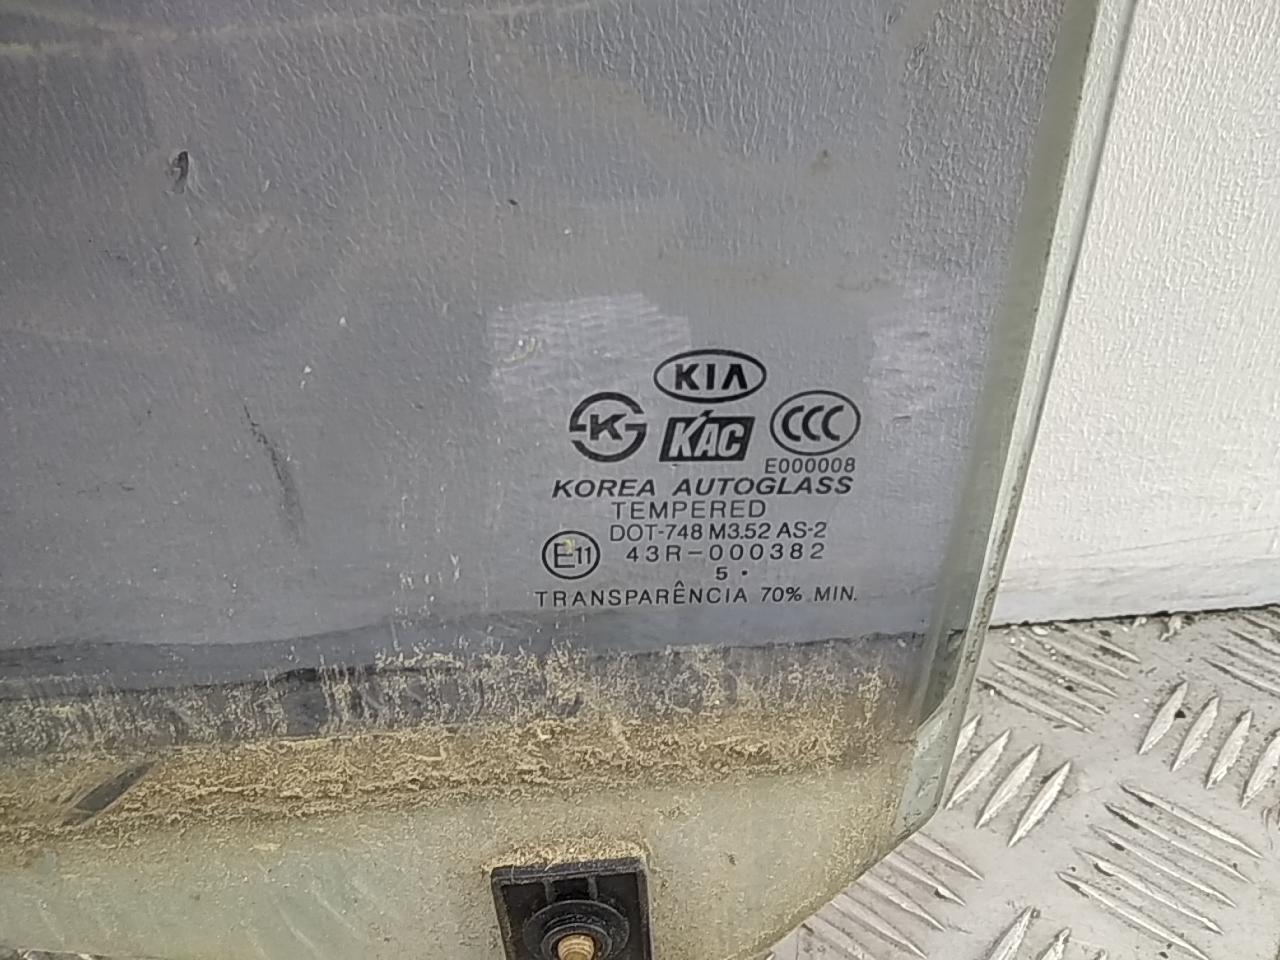 KIA
K KAC CCC
E000008
KOREA AUTOGLASS
TEMPERED
DOT-748 M3.52 AS-2
E11 43R-000382
5 •
TRANSPARÊNCIA 70% MIN.